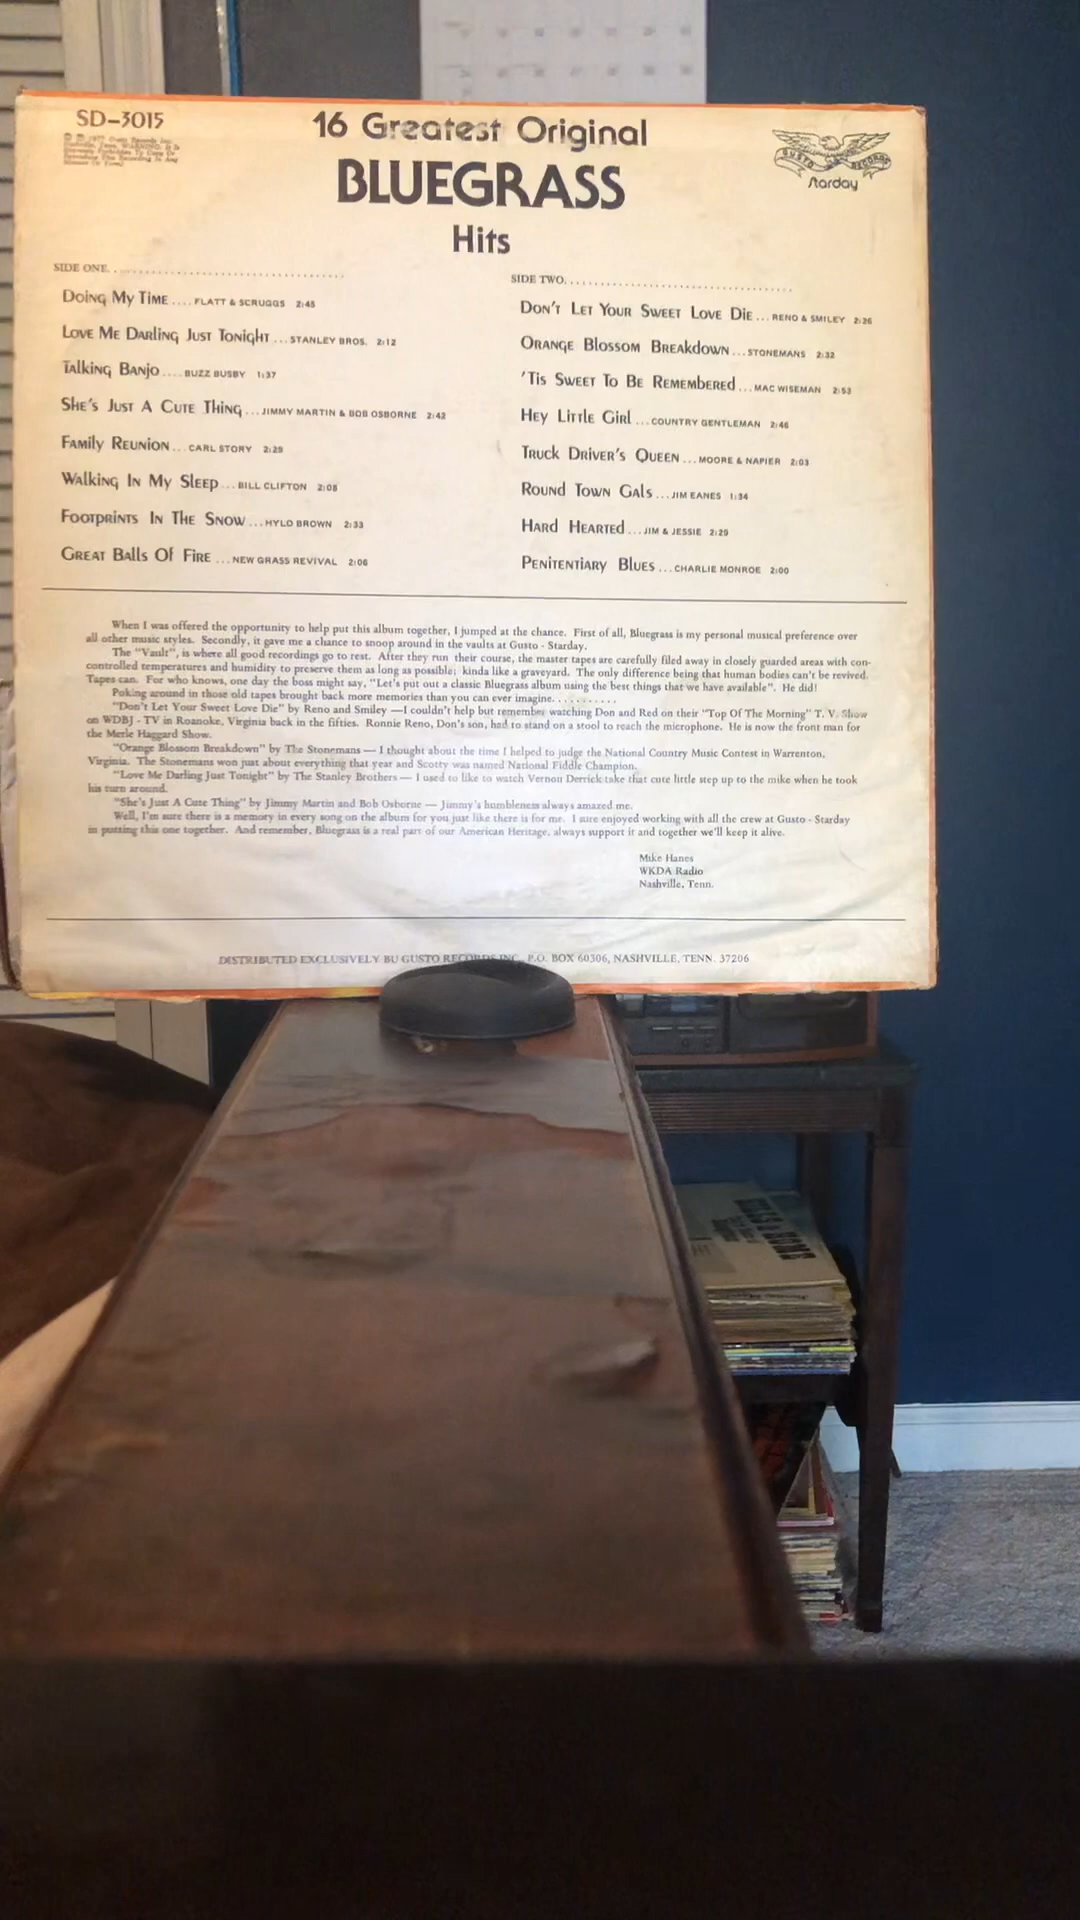 SD-3015
16 Greatest Original
BLUEGRASS
Hits
GUSTO RECORDS
Starday
SIDE ONE
Doing My Time .... FLATT & SCRUGGS 2:45
Love Me Darling Just Tonight ... STANLEY BROS. 2:12
Talking Banjo .... BUZZ BUSBY 1:37
She's Just A Cute Thing ... JIMMY MARTIN & BOB OSBORNE 2:42
Family Reunion ... CARL STORY 2:29
Walking In My Sleep ... BILL CLIFTON 2:08
Footprints In The Snow ... HYLO BROWN 2:33
Great Balls Of Fire ... NEW GRASS REVIVAL 2:06
SIDE TWO
Don't Let Your Sweet Love Die ... RENO & SMILEY 2:26
Orange Blossom Breakdown ... STONEMANS 2:32
'Tis Sweet To Be Remembered ... MAC WISEMAN 2:53
Hey Little Girl ... COUNTRY GENTLEMAN 2:46
Truck Driver's Queen ... MOORE & NAPIER 2:03
Round Town Gals ... JIM EANES 1:34
Hard Hearted ... JIM & JESSIE 2:29
Penitentiary Blues ... CHARLIE MONROE 2:00
When I was offered the opportunity to help put this album together, I jumped at the chance. First of all, Bluegrass is my personal musical preference over
all other music styles. Secondly, it gave me a chance to snoop around in the vaults at Gusto - Starday.
The "Vault", is where all good recordings go to rest. After they run their course, the master tapes are carefully filed away in closely guarded areas with con-
controlled temperatures and humidity to preserve them as long as possible; kinda like a graveyard. The only difference being that human bodies can't be revived.
Tapes can. For who knows, one day the boss might say, "Let's put out a classic Bluegrass album using the best things that we have available". He did!
Poking around in those old tapes brought back more memories than you can ever imagine. . . . . . . . . .
"Don't Let Your Sweet Love Die" by Reno and Smiley —I couldn't help but remember watching Don and Red on their "Top Of The Morning" T. V. Show
on WDBJ - TV in Roanoke, Virginia back in the fifties. Ronnie Reno, Don's son, had to stand on a stool to reach the microphone. He is now the front man for
the Merle Haggard Show.
"Orange Blossom Breakdown" by The Stonemans — I thought about the time I helped to judge the National Country Music Contest in Warrenton,
Virginia. The Stonemans won just about everything that year and Scotty was named National Fiddle Champion.
"Love Me Darling Just Tonight" by The Stanley Brothers — I used to like to watch Vernon Derrick take that cute little step up to the mike when he took
his turn around.
"She's Just A Cute Thing" by Jimmy Martin and Bob Osborne — Jimmy's humbleness always amazed me.
Well, I'm sure there is a memory in every song on the album for you just like there is for me. I sure enjoyed working with all the crew at Gusto - Starday
in putting this one together. And remember, Bluegrass is a real part of our American Heritage, always support it and together we'll keep it alive.
Mike Hanes
WKDA Radio
Nashville, Tenn.
DISTRIBUTED EXCLUSIVELY BU GUSTO RECORDS INC. P.O. BOX 60306, NASHVILLE, TENN. 37206